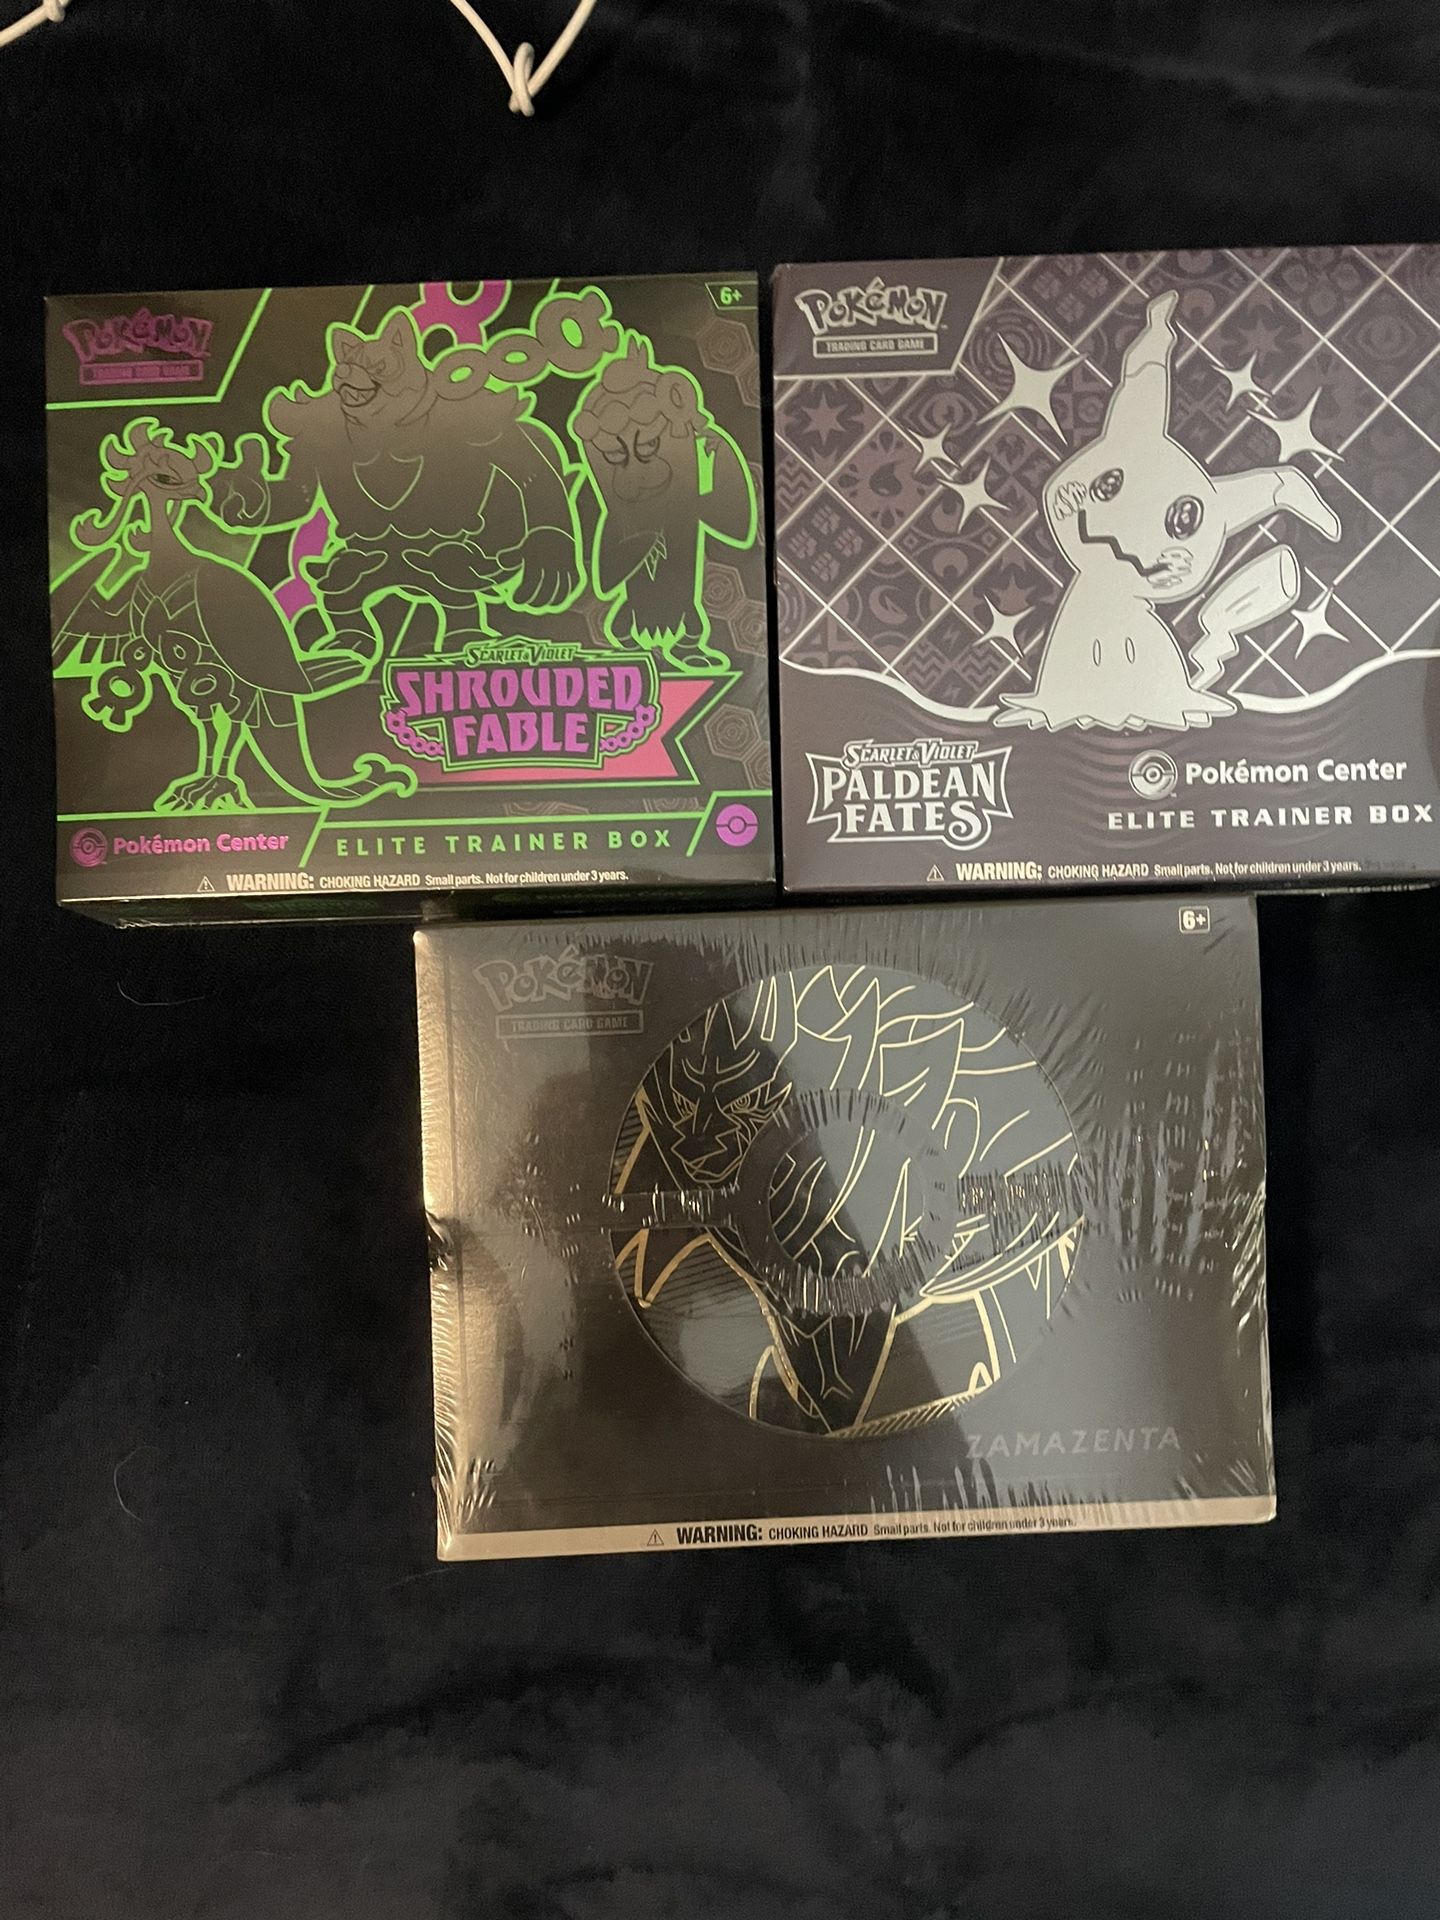 POKÉMON
TRADING CARD GAME
6+
SCARLET & VIOLET
SHROUDED
FABLE
Pokémon Center
ELITE TRAINER BOX
WARNING: CHOKING HAZARD Small parts. Not for children under 3 years.
POKÉMON
TRADING CARD GAME
SCARLET & VIOLET
PALDEAN
FATES
Pokémon Center
ELITE TRAINER BOX
WARNING: CHOKING HAZARD Small parts. Not for children under 3 years.
6+
POKÉMON
TRADING CARD GAME
ZAMAZENTA
WARNING: CHOKING HAZARD Small parts. Not for children under 3 years.